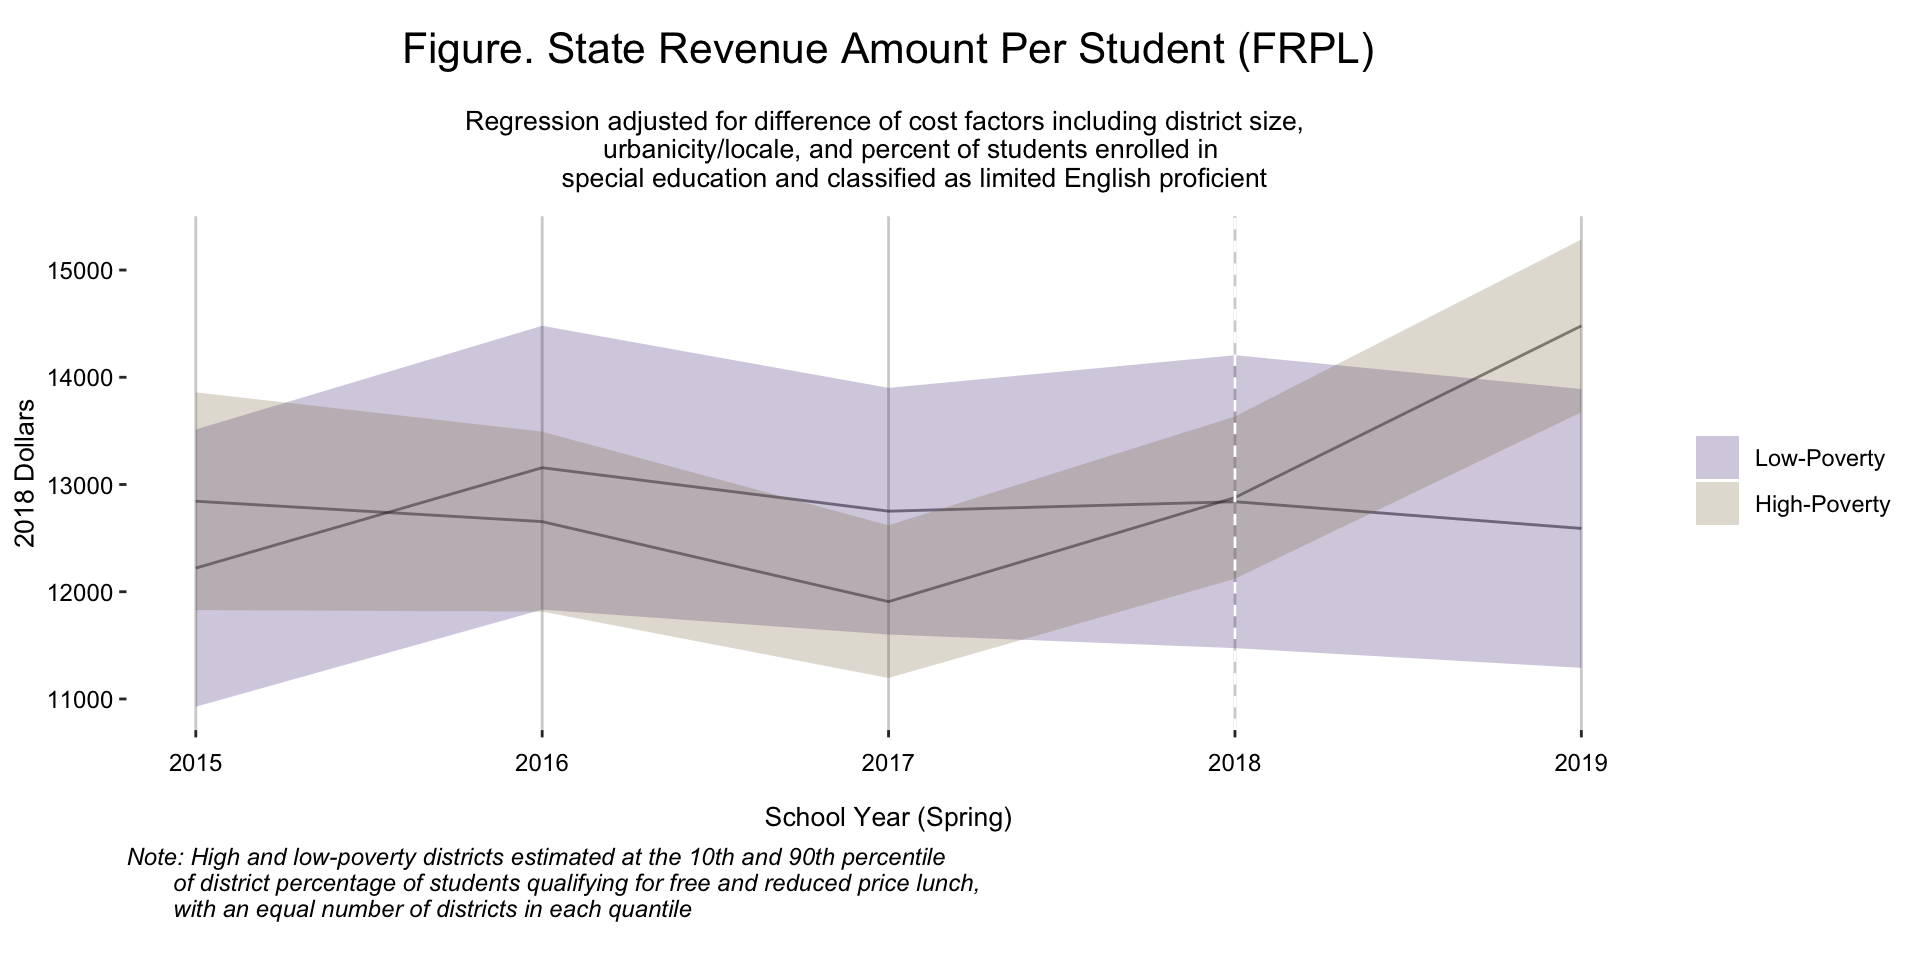 Figure. State Revenue Amount Per Student (FRPL)
Regression adjusted for difference of cost factors including district size,
urbanicity/locale, and percent of students enrolled in
special education and classified as limited English proficient
2018 Dollars
15000
14000
13000
12000
11000
2015
2016
2017
2018
2019
School Year (Spring)
Low-Poverty
High-Poverty
Note: High and low-poverty districts estimated at the 10th and 90th percentile
of district percentage of students qualifying for free and reduced price lunch,
with an equal number of districts in each quantile